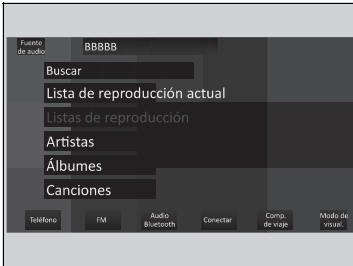 Fuente
de audio
BBBBB
Buscar
Lista de reproducción actual
Listas de reproducción
Artistas
Álbumes
Canciones
Teléfono
FM
Audio
Bluetooth
Conectar
Comp.
de viaje
Modo de
visual.